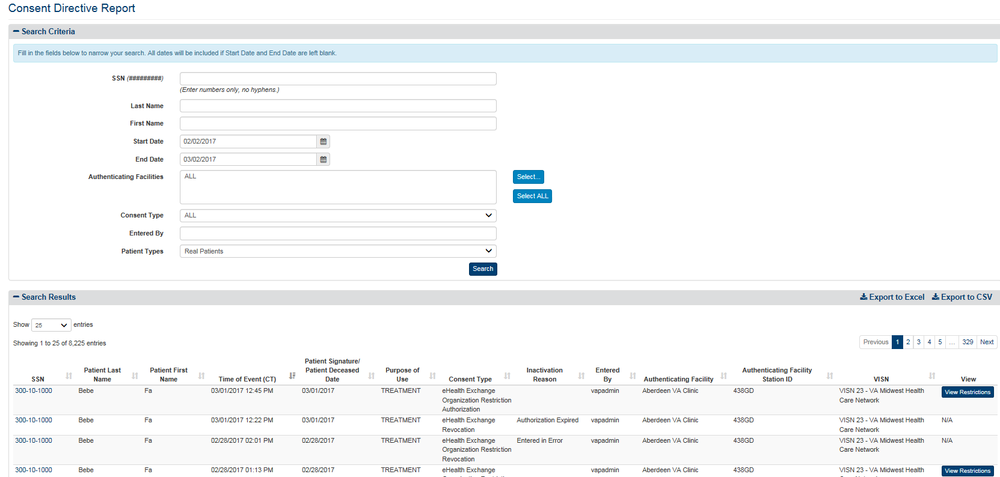 Consent Directive Report
Search Criteria
Fill in the fields below to narrow your search. All dates will be included if Start Date and End Date are left blank.
SSN (#########)
(Enter numbers only, no hyphens.)
Last Name
First Name
Start Date 02/02/2017
End Date 03/02/2017
Authenticating Facilities ALL Select...
Select ALL
Consent Type ALL
Entered By
Patient Types Real Patients
Search
Search Results Export to Excel Export to CSV
Show 25 entries
Showing 1 to 25 of 8,225 entries Previous 1 2 3 4 5 ... 329 Next
Patient Signature/
Patient Last Patient First Patient Deceased Purpose of Inactivation Entered Authenticating Facility
SSN Name Name Time of Event (CT) Date Use Consent Type Reason By Authenticating Facility Station ID VISN View
300-10-1000 Bebe Fa 03/01/2017 12:45 PM 03/01/2017 TREATMENT eHealth Exchange vapadmin Aberdeen VA Clinic 438GD VISN 23 - VA Midwest Health View Restrictions
Organization Restriction Care Network
Authorization
300-10-1000 Bebe Fa 03/01/2017 12:22 PM 03/01/2017 TREATMENT eHealth Exchange Authorization Expired vapadmin Aberdeen VA Clinic 438GD VISN 23 - VA Midwest Health N/A
Revocation Care Network
300-10-1000 Bebe Fa 02/28/2017 02:01 PM 02/28/2017 TREATMENT eHealth Exchange Entered in Error vapadmin Aberdeen VA Clinic 438GD VISN 23 - VA Midwest Health N/A
Organization Restriction Care Network
Revocation
300-10-1000 Bebe Fa 02/28/2017 01:13 PM 02/28/2017 TREATMENT eHealth Exchange vapadmin Aberdeen VA Clinic 438GD VISN 23 - VA Midwest Health View Restrictions